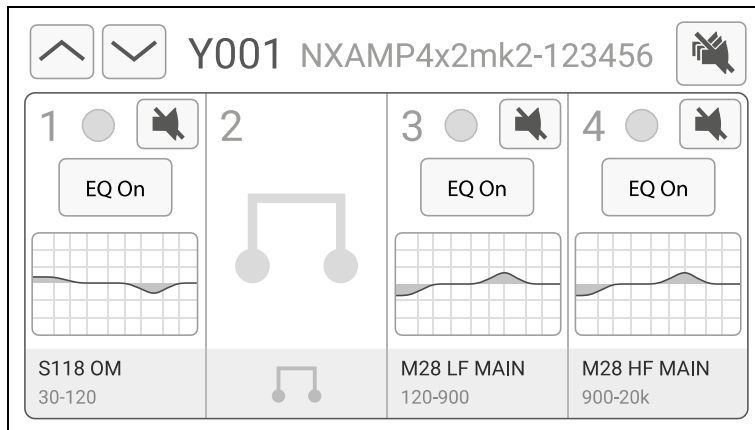 Y001 NXAMP4x2mk2-123456
1 2 3 4
EQ On EQ On EQ On
S118 OM M28 LF MAIN M28 HF MAIN
30-120 120-900 900-20k